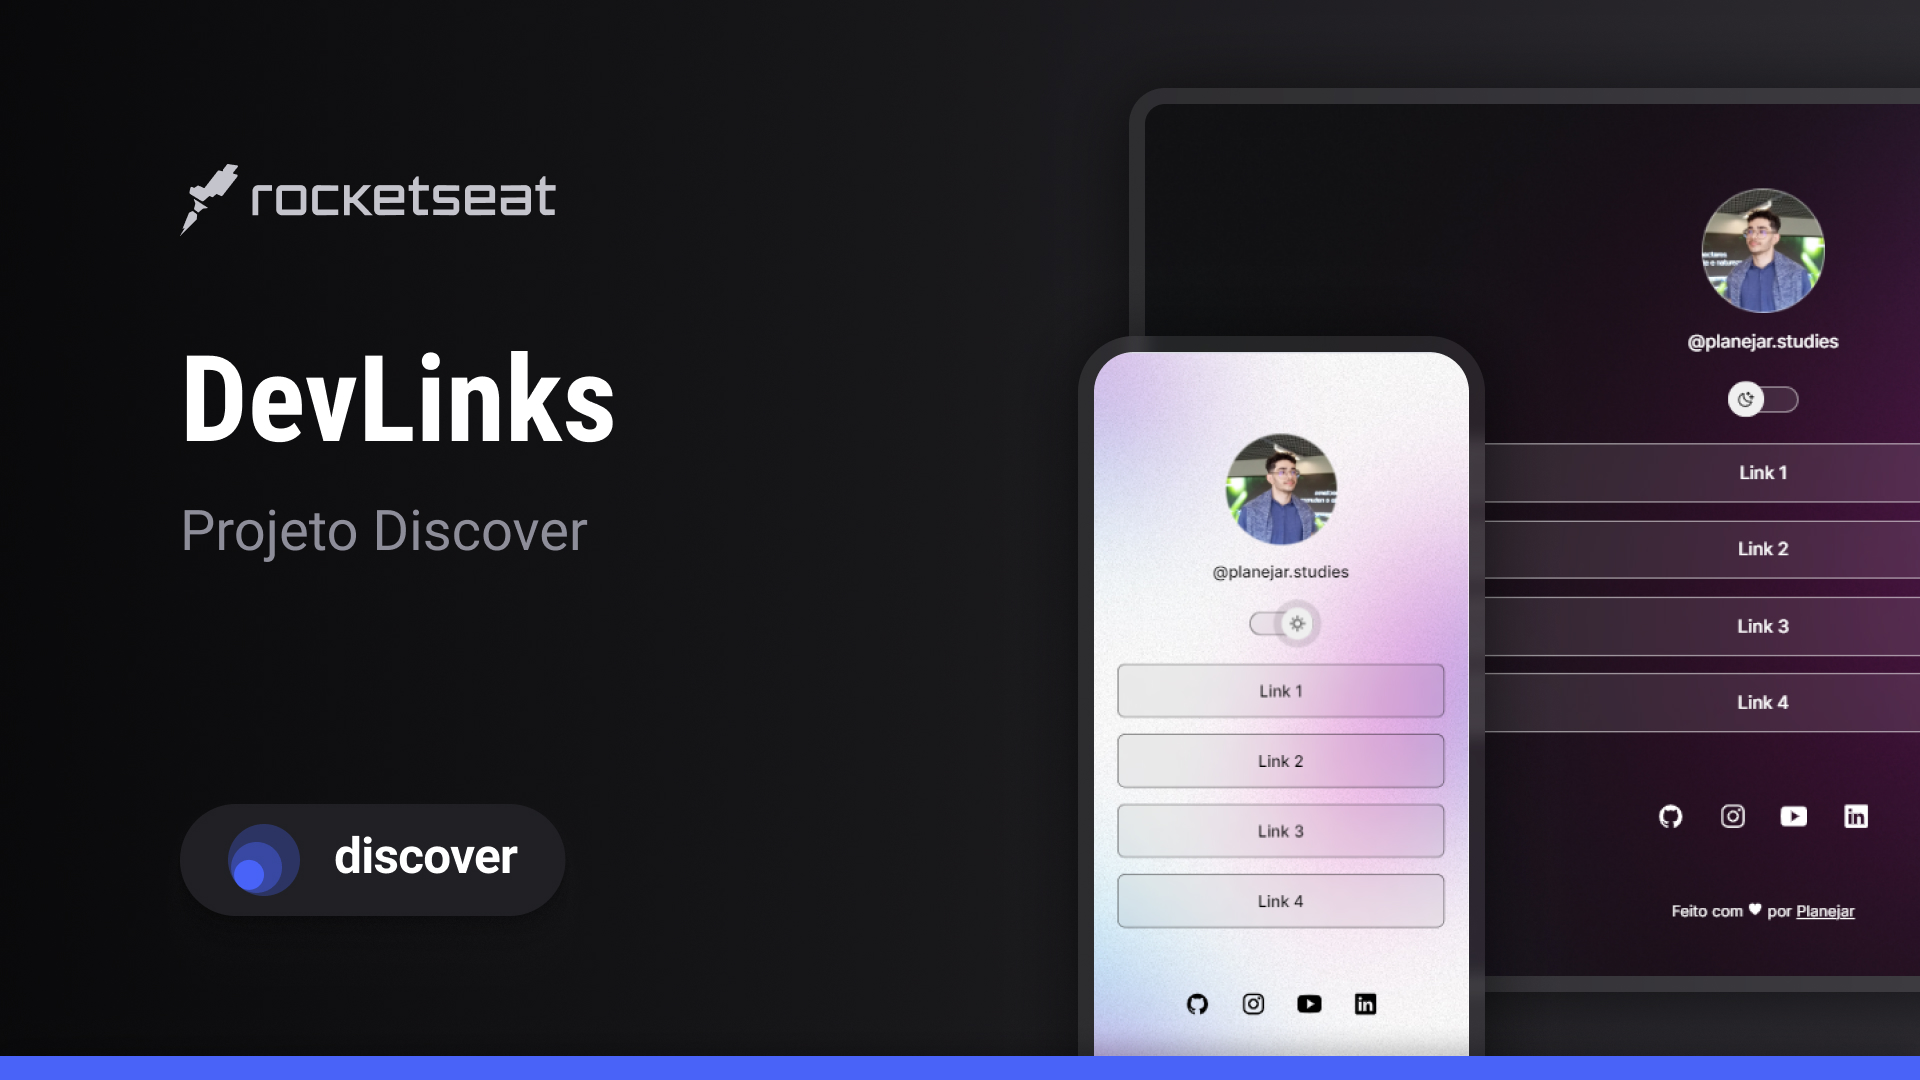 rocketseat
DevLinks
Projeto Discover
discover
@planejar.studies
Link 1
Link 2
Link 3
Link 4
@planejar.studies
Link 1
Link 2
Link 3
Link 4
Feito com ♥ por Planejar